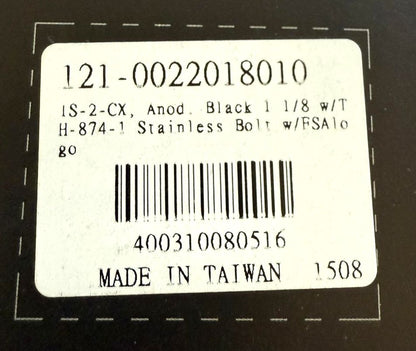 121-0022018010
IS-2-CX, Anod. Black 1 1/8 w/T
H-874-1 Stainless Bolt w/FSAlo
go
400310080516
MADE IN TAIWAN 1508